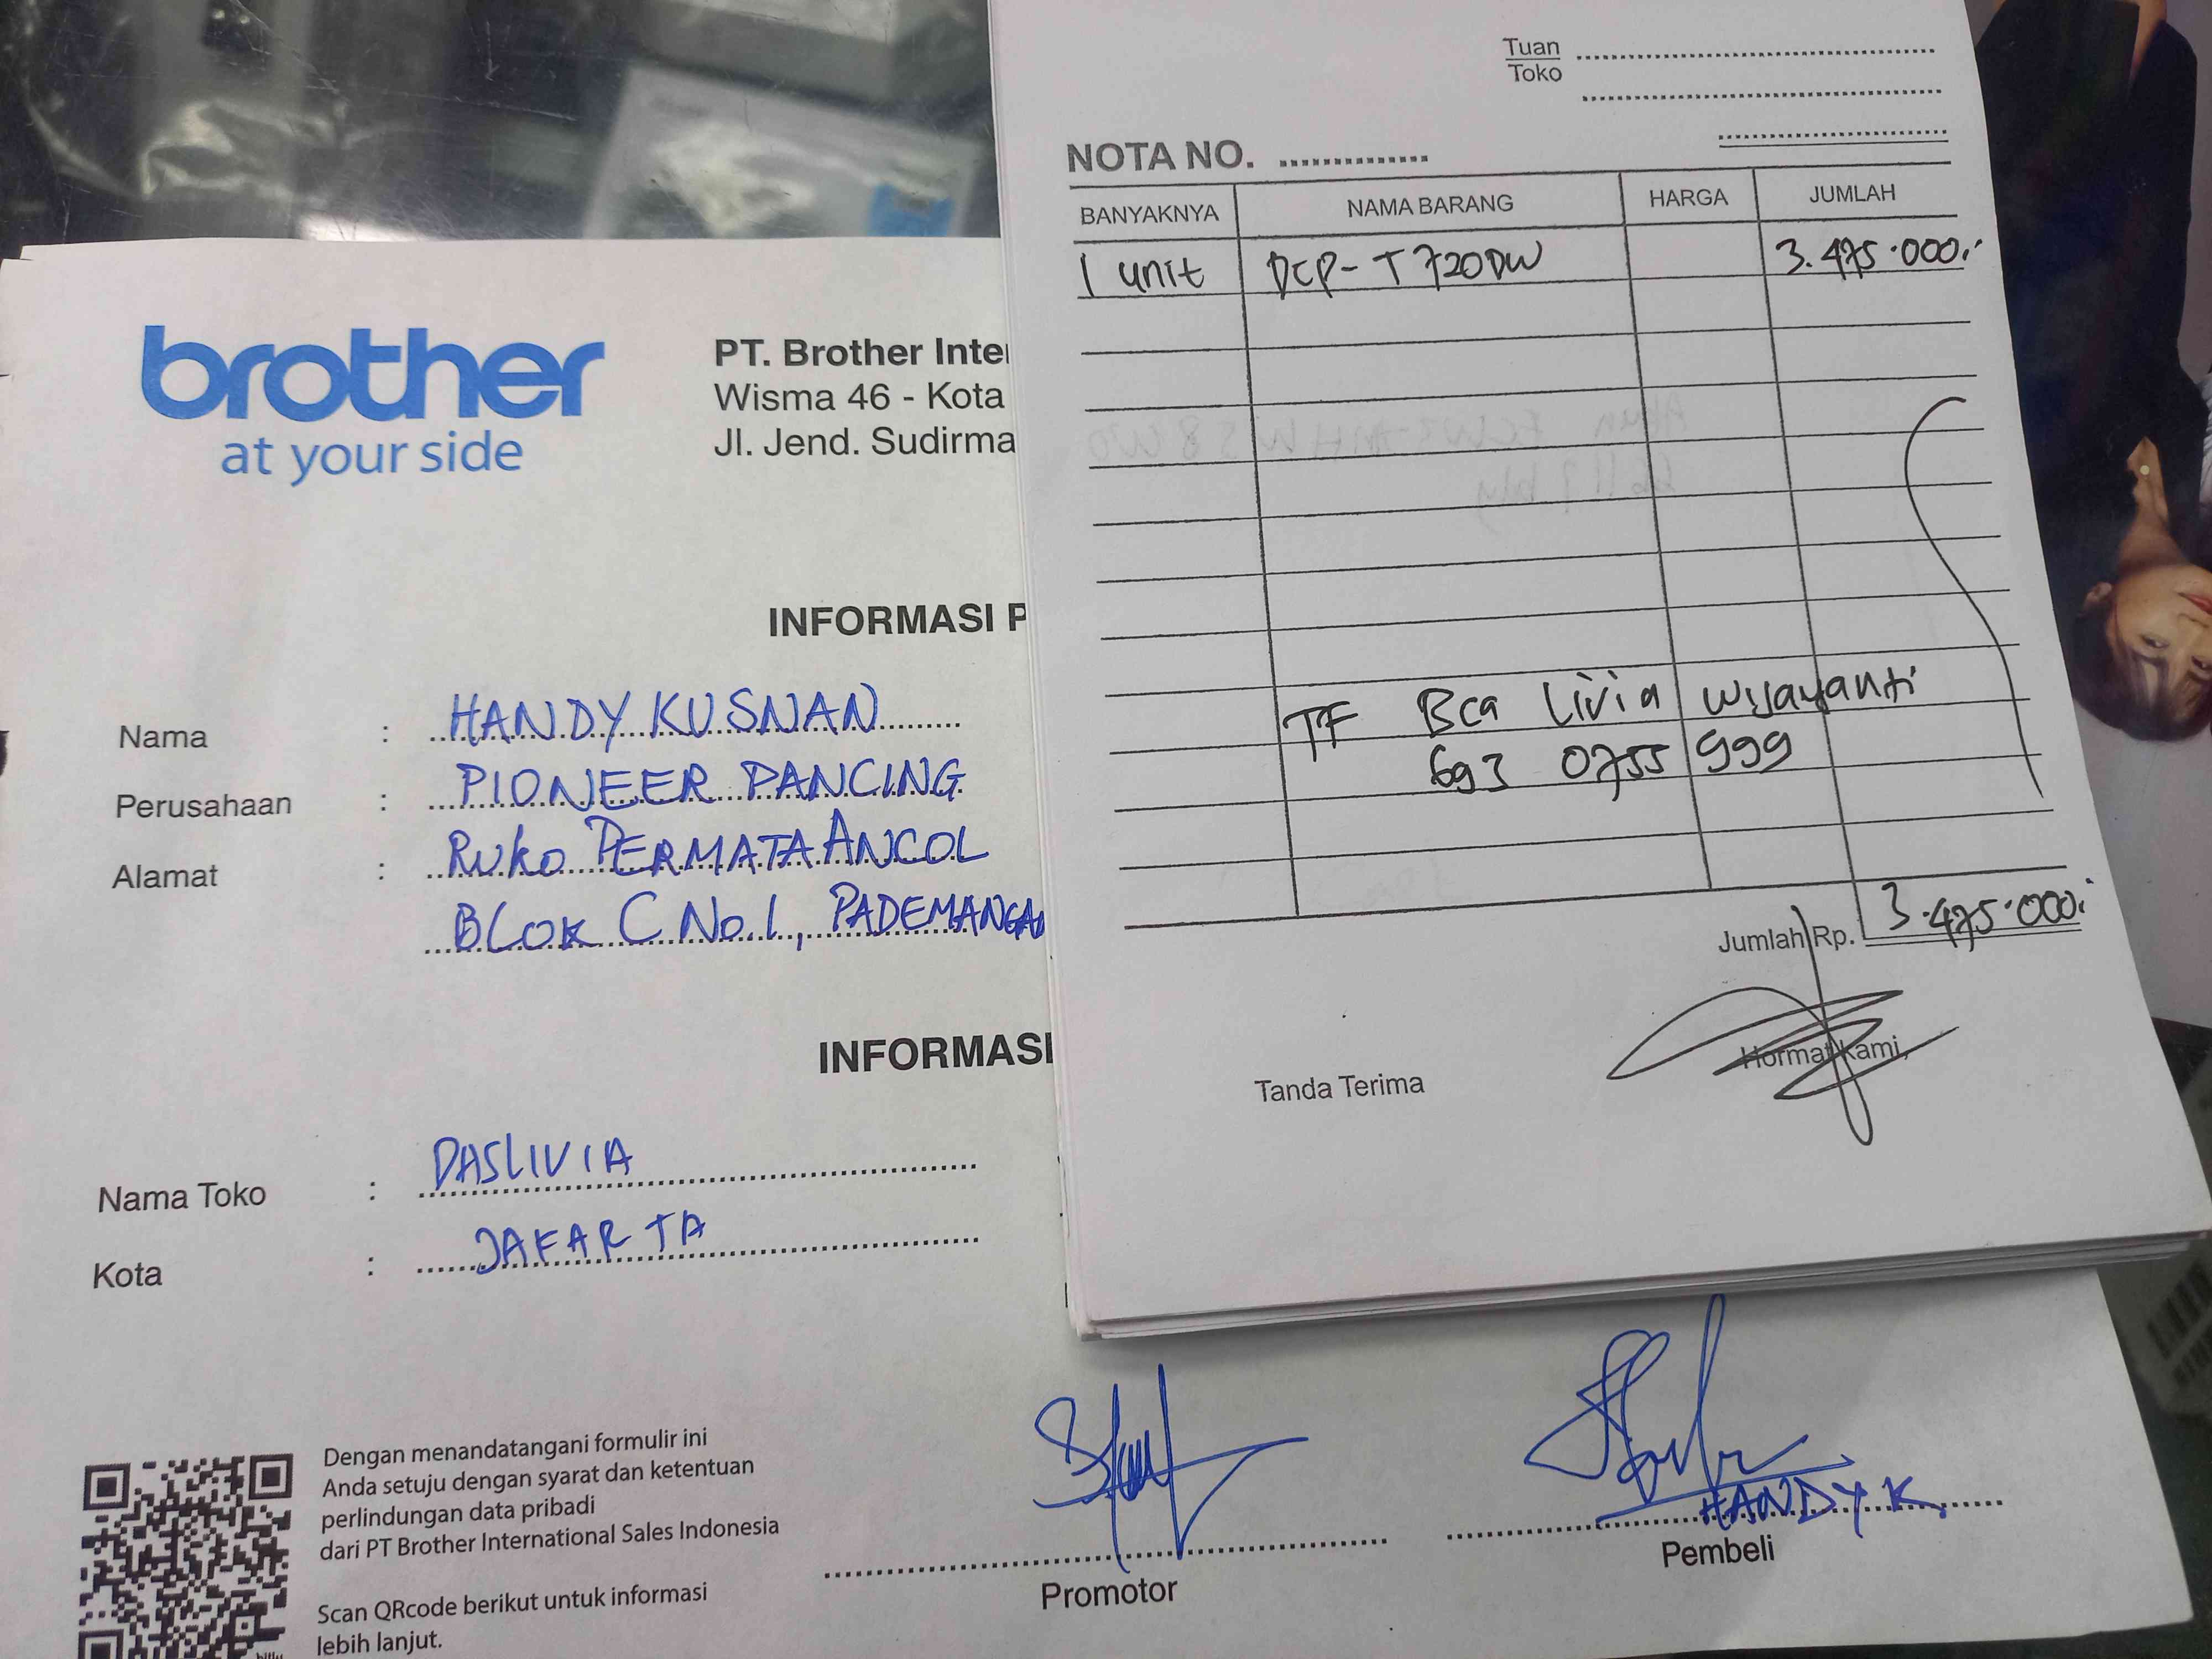 brother
at your side
PT. Brother Inte
Wisma 46 - Kota
Jl. Jend. Sudirma
INFORMASI P
Nama : HANDY KUSNAN
Perusahaan : PIONEER PANCING
Alamat : RUKO PERMATA ANCOL
BLOK C No.1, PADEMANGAN
INFORMASI
Nama Toko : DASLIVIA
Kota : JAKARTA
Dengan menandatangani formulir ini
Anda setuju dengan syarat dan ketentuan
perlindungan data pribadi
dari PT Brother International Sales Indonesia
Scan QRcode berikut untuk informasi
lebih lanjut.
Promotor
HANDY K.
Pembeli
Tuan
Toko
NOTA NO.
BANYAKNYA NAMA BARANG HARGA JUMLAH
1 unit DCP-T720DW 3.475.000,-
TF Bca Livia Wijayanti
693 0755 999
Jumlah Rp. 3.475.000,-
Tanda Terima Hormat Kami,